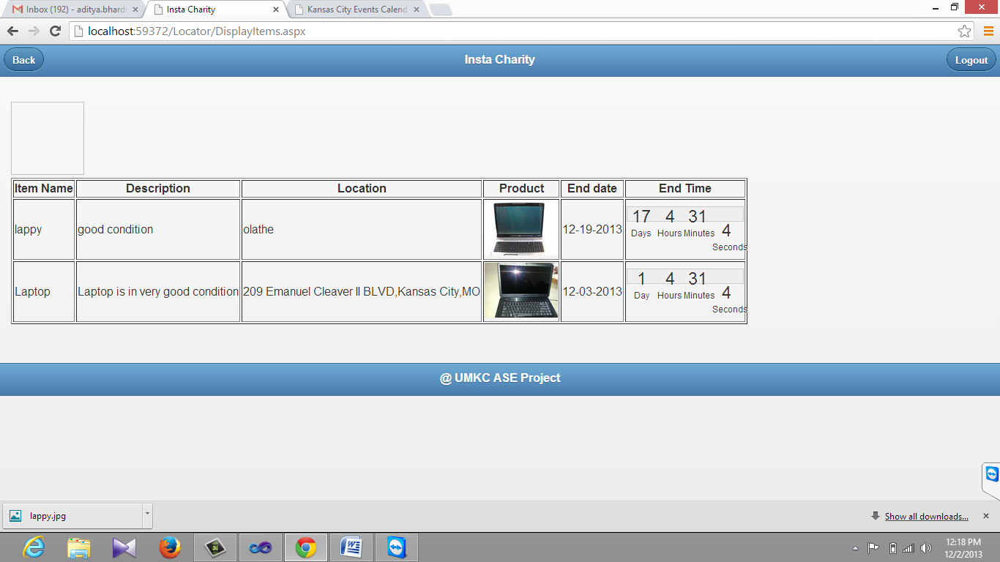 Inbox (192) - aditya.bhard
Insta Charity
Kansas City Events Calend
localhost:59372/Locator/DisplayItems.aspx
Back
Insta Charity
Logout
Item Name Description Location Product End date End Time
lappy good condition olathe 12-19-2013
17 4 31 4
Days Hours Minutes Seconds
Laptop Laptop is in very good condition 209 Emanuel Cleaver II BLVD,Kansas City,MO 12-03-2013
1 4 31 4
Day Hours Minutes Seconds
@ UMKC ASE Project
lappy.jpg
Show all downloads...
12:18 PM
12/2/2013